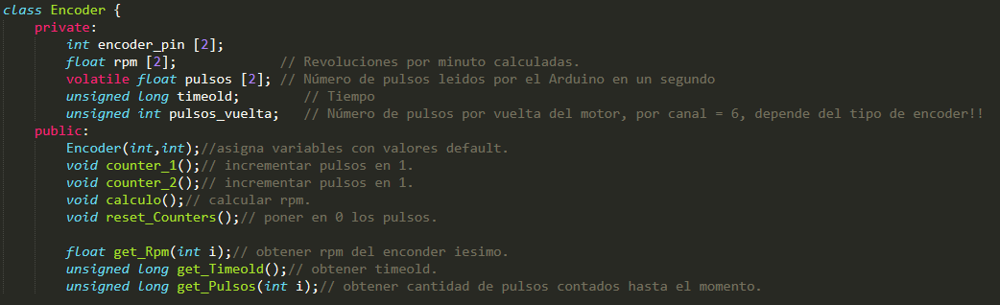 class Encoder {
private:
int encoder_pin [2];
float rpm [2]; // Revoluciones por minuto calculadas.
volatile float pulsos [2]; // Número de pulsos leidos por el Arduino en un segundo
unsigned long timeold; // Tiempo
unsigned int pulsos_vuelta; // Número de pulsos por vuelta del motor, por canal = 6, depende del tipo de encoder!!
public:
Encoder(int,int);//asigna variables con valores default.
void counter_1();// incrementar pulsos en 1.
void counter_2();// incrementar pulsos en 1.
void calculo();// calcular rpm.
void reset_Counters();// poner en 0 los pulsos.
float get_Rpm(int i);// obtener rpm del enconder iesimo.
unsigned long get_Timeold();// obtener timeold.
unsigned long get_Pulsos(int i);// obtener cantidad de pulsos contados hasta el momento.